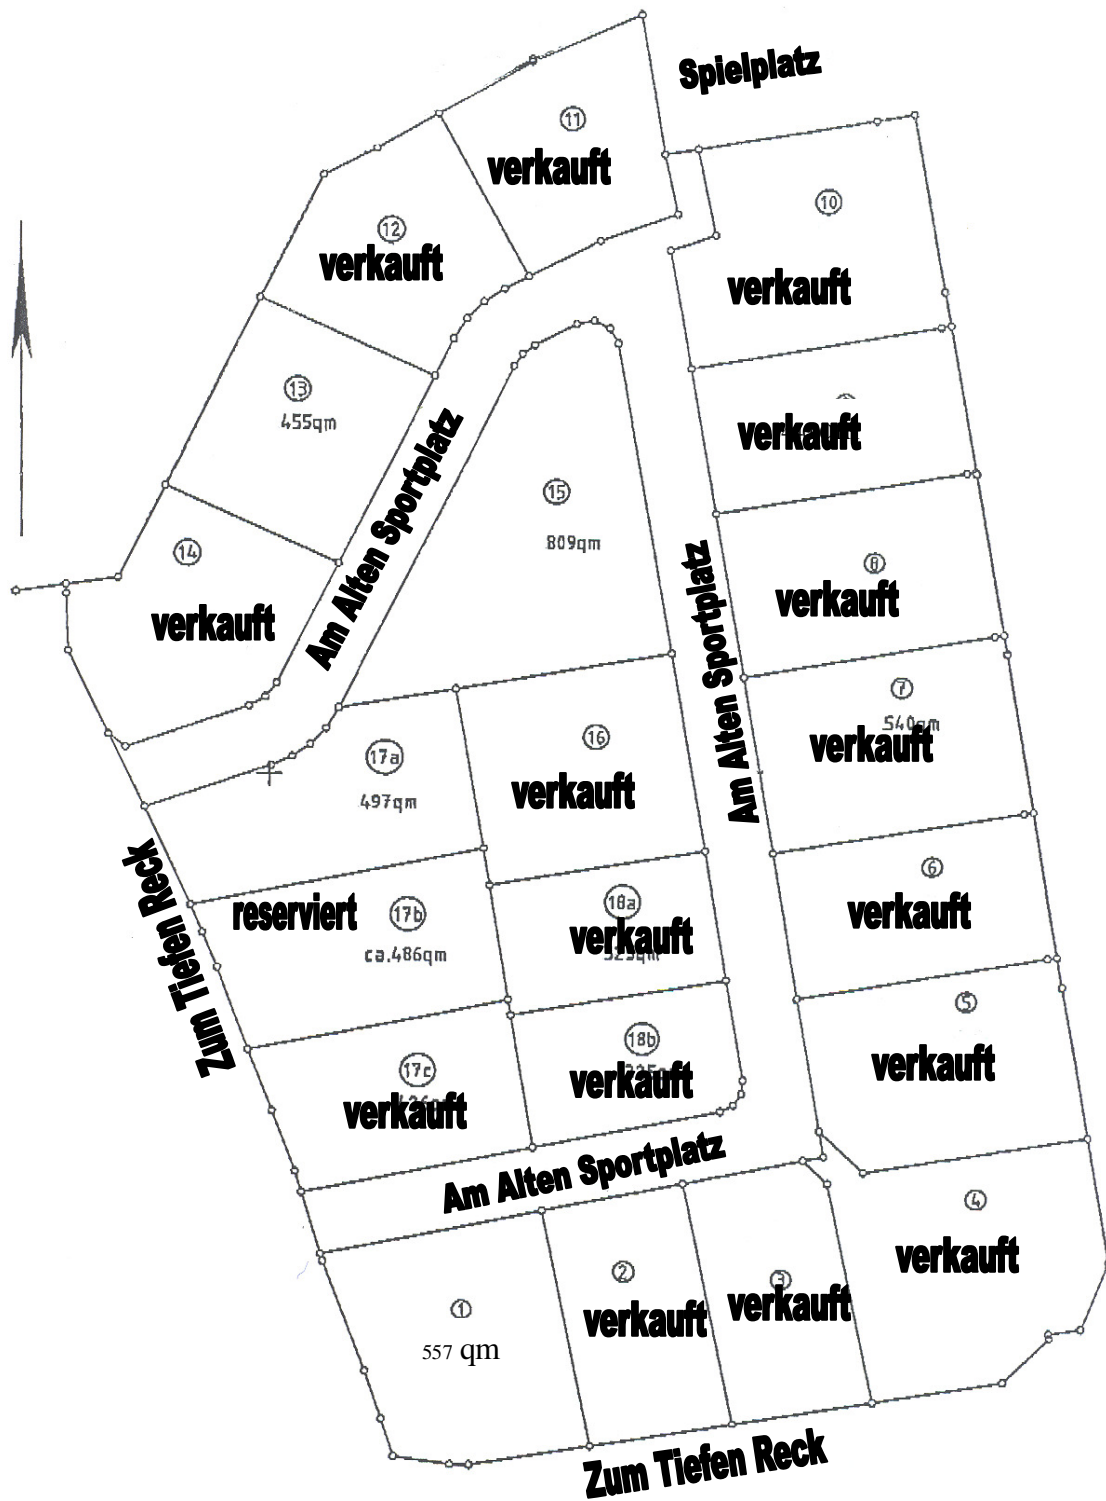 Spielplatz
11
verkauft
10
verkauft
12
verkauft
13
455qm
verkauft
Am Alten Sportplatz
15
809qm
14
verkauft
8
verkauft
Am Alten Sportplatz
7
540qm
verkauft
16
verkauft
17a
497qm
Zum Tiefen Reck
reserviert
17b
ca.486qm
18a
verkauft
6
verkauft
5
verkauft
18b
verkauft
17c
verkauft
Am Alten Sportplatz
4
verkauft
1
557 qm
2
verkauft
3
verkauft
Zum Tiefen Reck